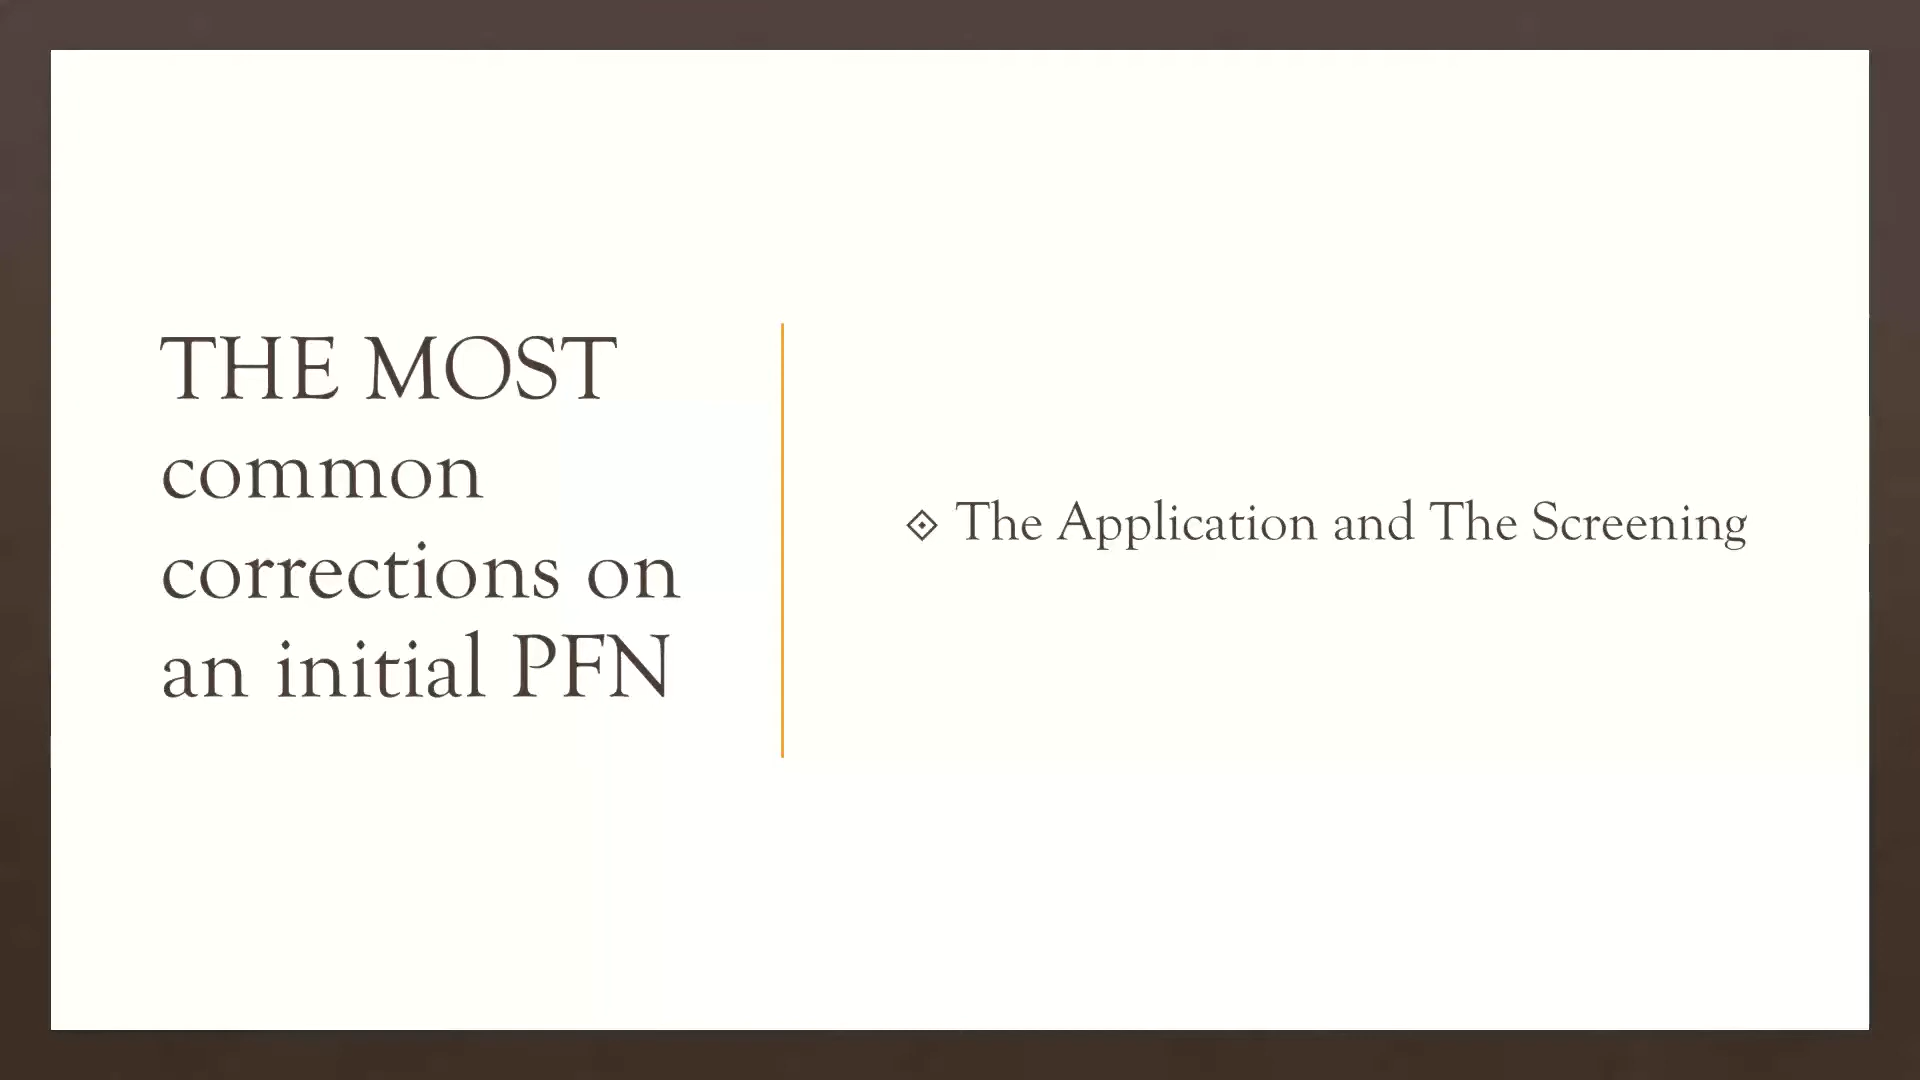 THE MOST
common
corrections on
an initial PFN
The Application and The Screening